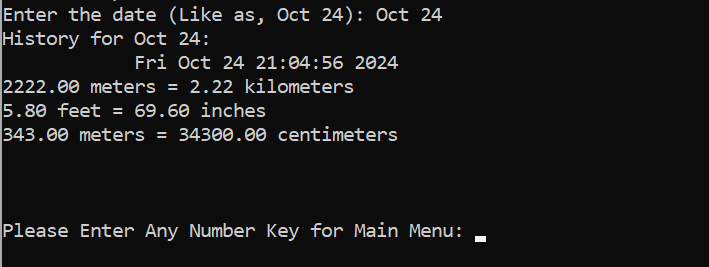 Enter the date (Like as, Oct 24): Oct 24
History for Oct 24:
Fri Oct 24 21:04:56 2024
2222.00 meters = 2.22 kilometers
5.80 feet = 69.60 inches
343.00 meters = 34300.00 centimeters
Please Enter Any Number Key for Main Menu: